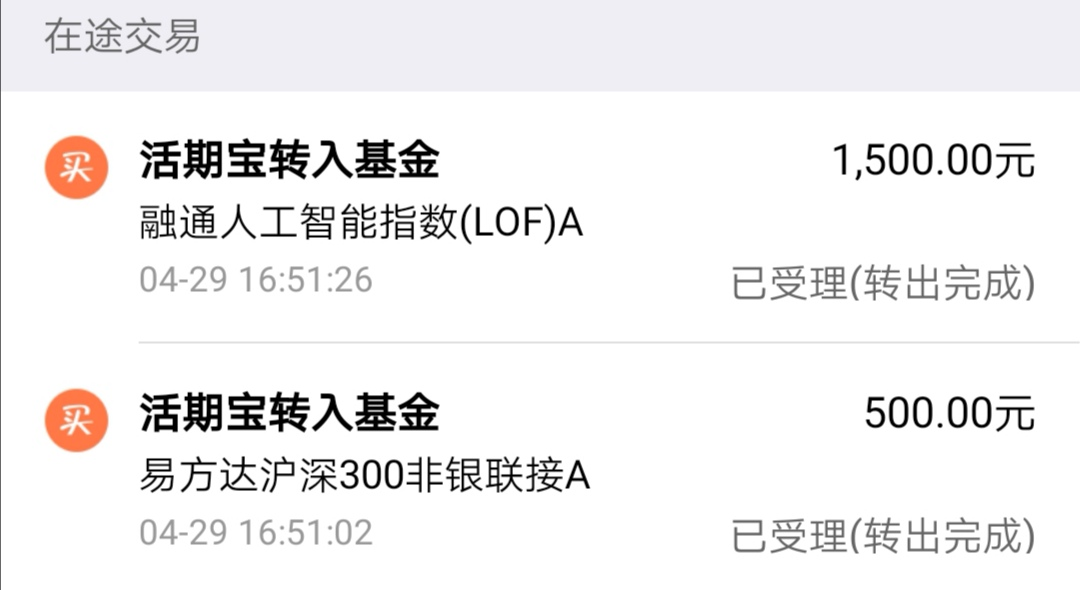 在途交易
买 活期宝转入基金 1,500.00元
融通人工智能指数(LOF)A
04-29 16:51:26 已受理(转出完成)
买 活期宝转入基金 500.00元
易方达沪深300非银联接A
04-29 16:51:02 已受理(转出完成)